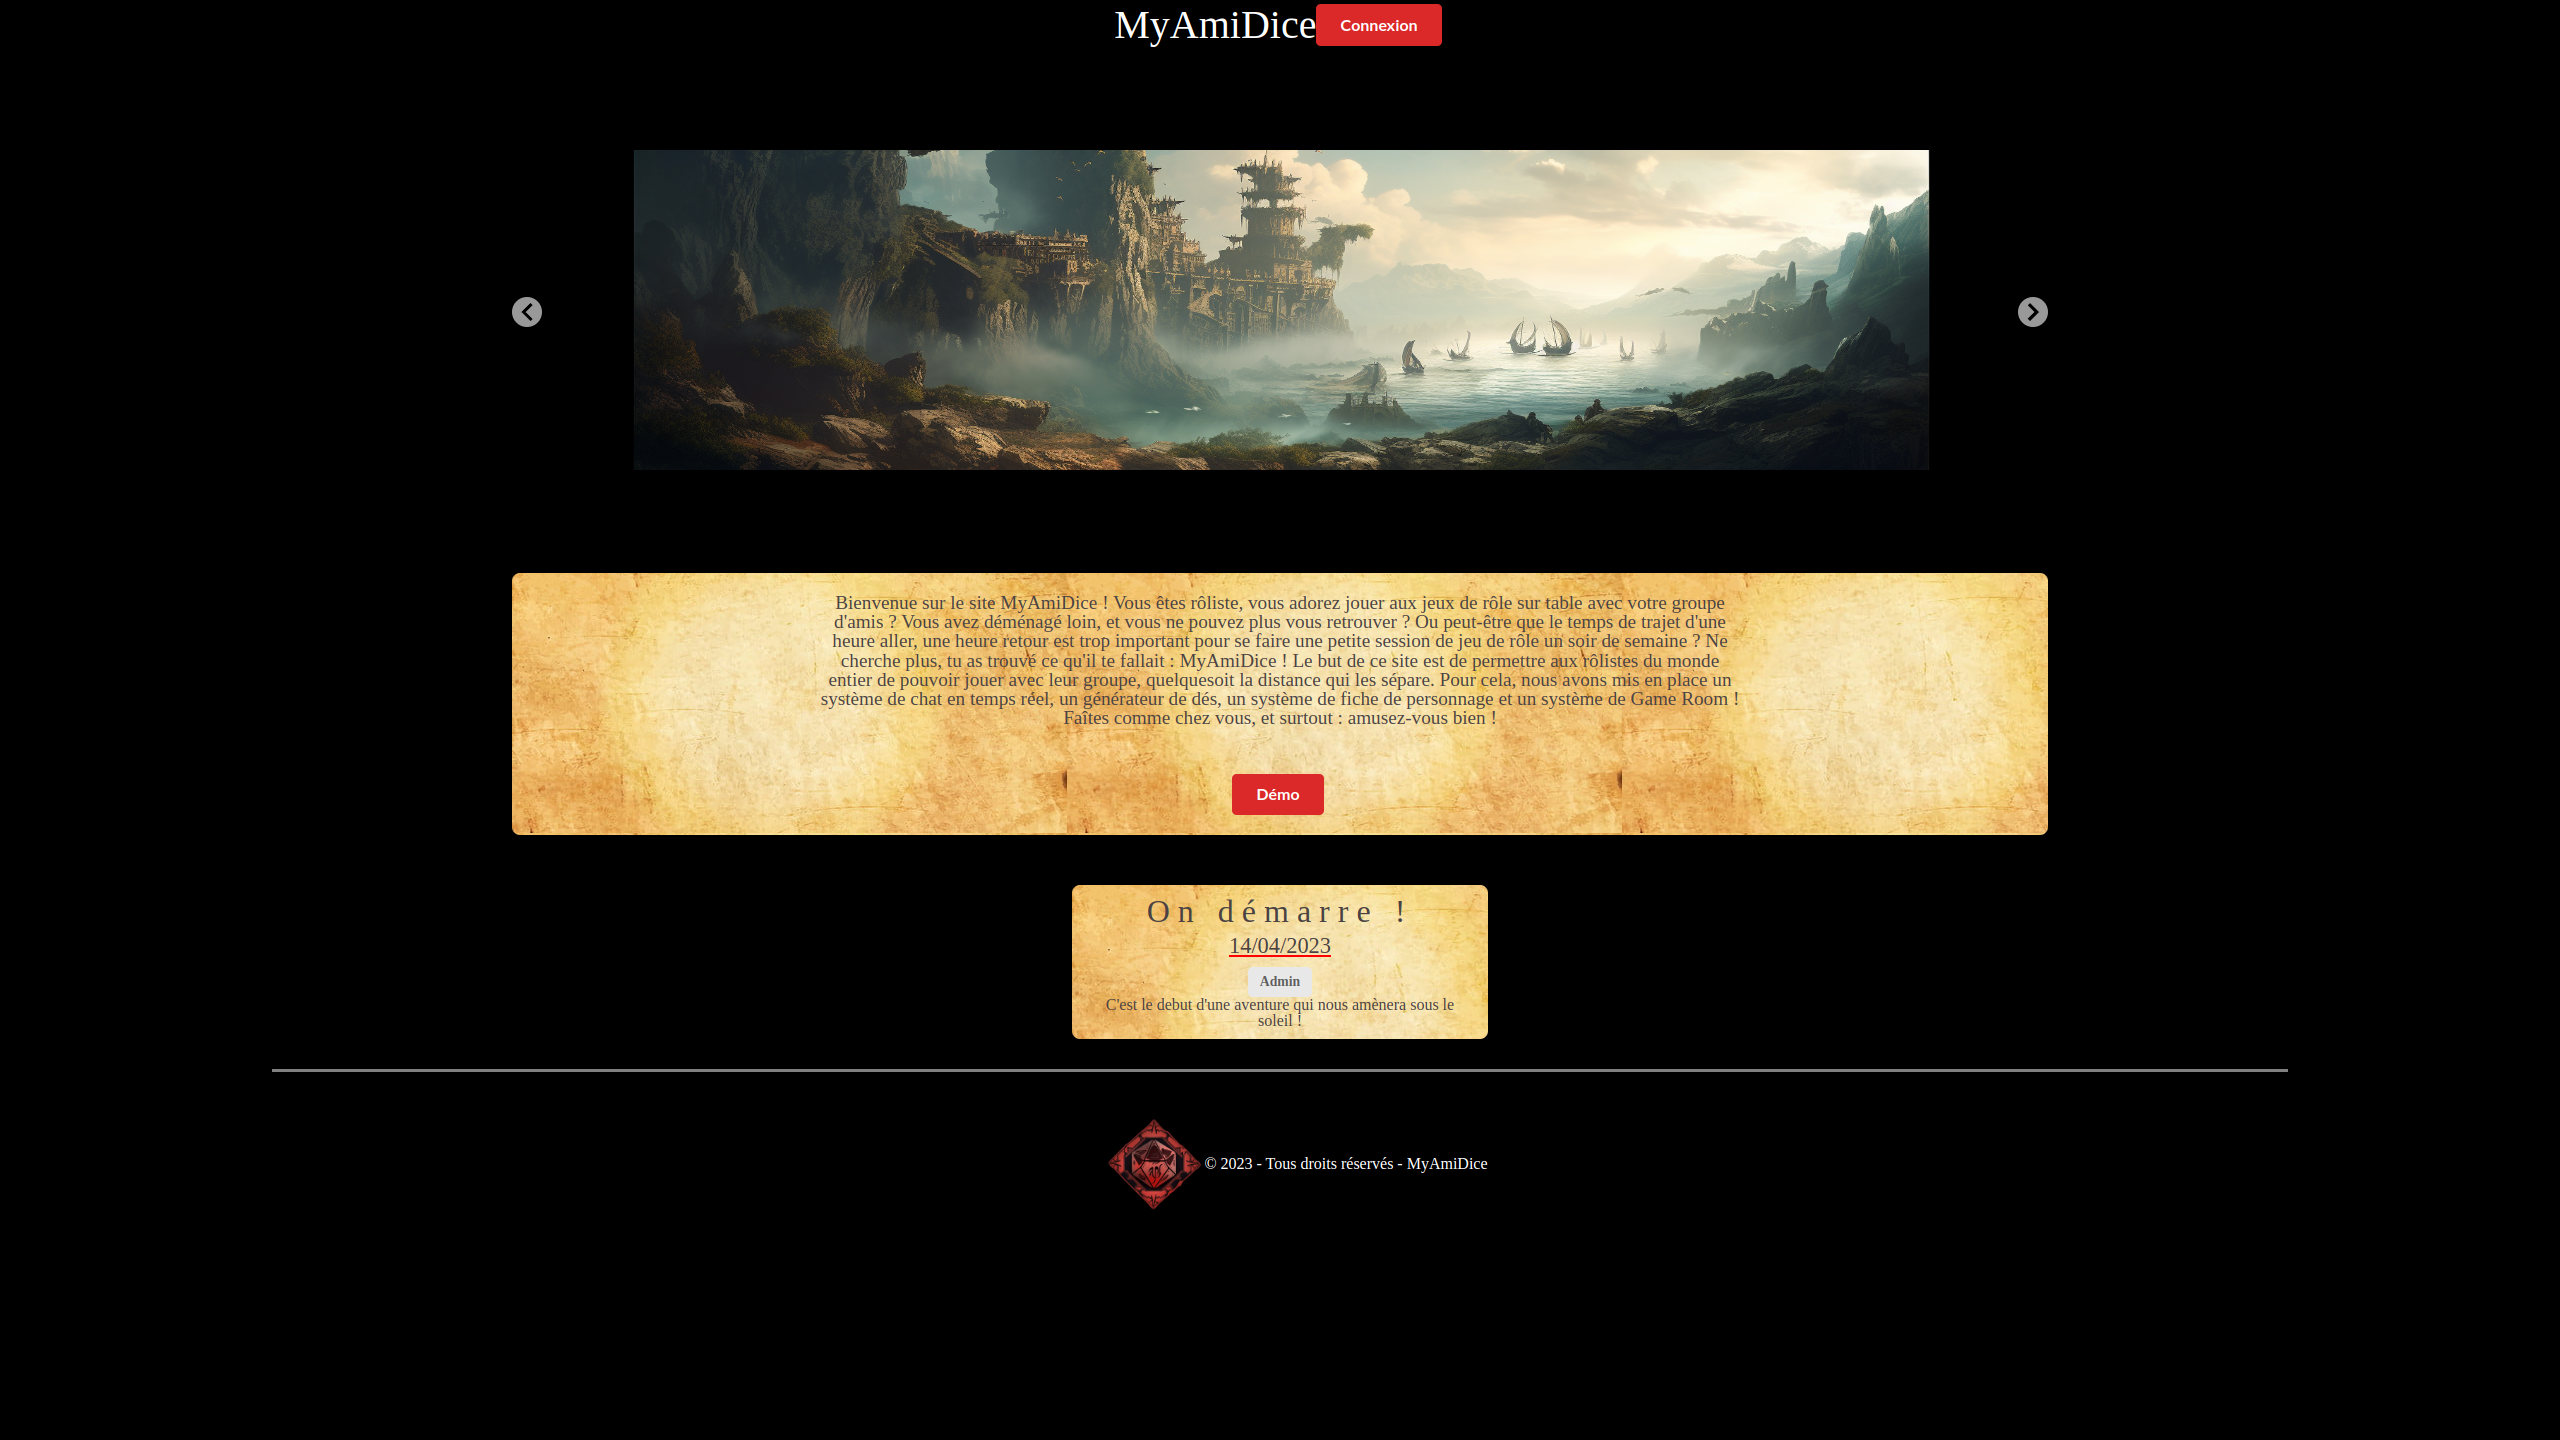 MyAmiDice
Connexion
Bienvenue sur le site MyAmiDice ! Vous êtes rôliste, vous adorez jouer aux jeux de rôle sur table avec votre groupe
d'amis ? Vous avez déménagé loin, et vous ne pouvez plus vous retrouver ? Ou peut-être que le temps de trajet d'une
heure aller, une heure retour est trop important pour se faire une petite session de jeu de rôle un soir de semaine ? Ne
cherche plus, tu as trouvé ce qu'il te fallait : MyAmiDice ! Le but de ce site est de permettre aux rôlistes du monde
entier de pouvoir jouer avec leur groupe, quelquesoit la distance qui les sépare. Pour cela, nous avons mis en place un
système de chat en temps réel, un générateur de dés, un système de fiche de personnage et un système de Game Room !
Faîtes comme chez vous, et surtout : amusez-vous bien !
Démo
On démarre !
14/04/2023
Admin
C'est le debut d'une aventure qui nous amènera sous le
soleil !
© 2023 - Tous droits réservés - MyAmiDice